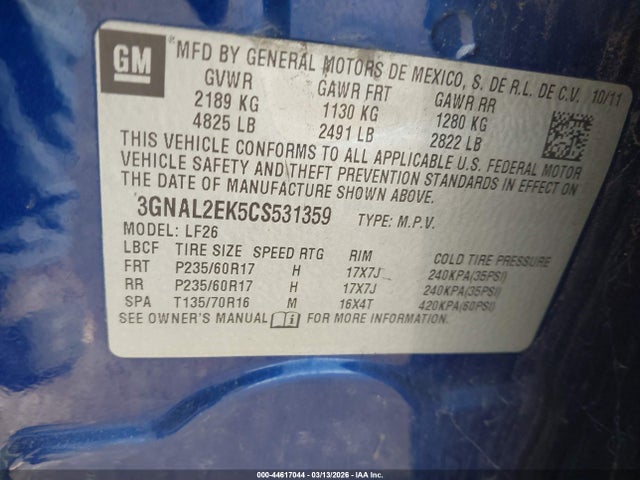 GM
MFD BY GENERAL MOTORS DE MEXICO, S. DE R.L. DE C.V. 10/11
GVWR GAWR FRT GAWR RR
2189 KG 1130 KG 1280 KG
4825 LB 2491 LB 2822 LB
THIS VEHICLE CONFORMS TO ALL APPLICABLE U.S. FEDERAL MOTOR
VEHICLE SAFETY AND THEFT PREVENTION STANDARDS IN EFFECT ON
THE DATE OF MANUFACTURE SHOWN ABOVE.
3GNAL2EK5CS531359 TYPE: M.P.V.
MODEL: LF26
LBCF TIRE SIZE SPEED RTG RIM COLD TIRE PRESSURE
FRT P235/60R17 H 17X7J 240KPA(35PSI)
RR P235/60R17 H 17X7J 240KPA(35PSI)
SPA T135/70R16 M 16X4T 420KPA(60PSI)
SEE OWNER'S MANUAL FOR MORE INFORMATION.
000-44617044 | 03/13/2026 | IAA Inc.